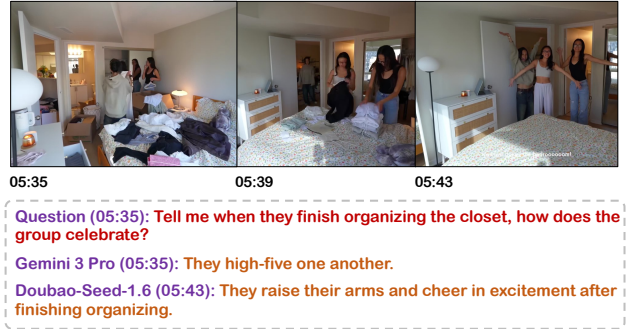 05:35
05:39
05:43
Question (05:35): Tell me when they finish organizing the closet, how does the
group celebrate?
Gemini 3 Pro (05:35): They high-five one another.
Doubao-Seed-1.6 (05:43): They raise their arms and cheer in excitement after
finishing organizing.